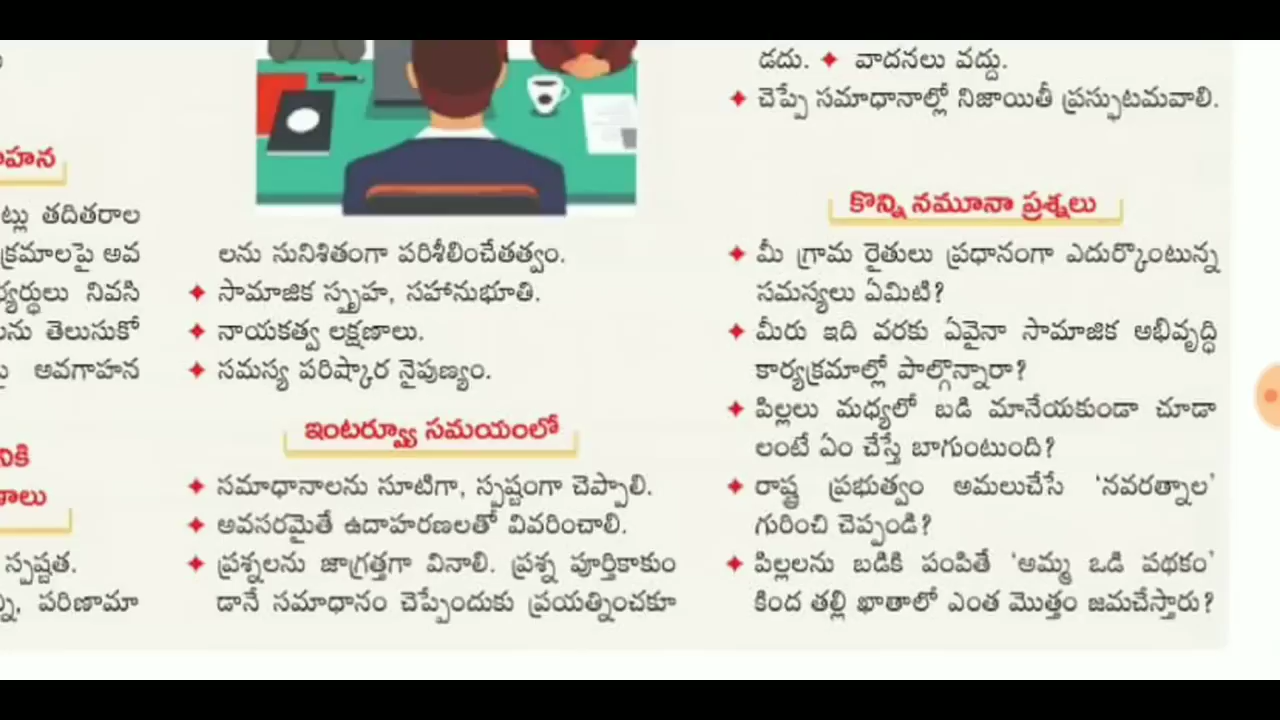 ాహన
ట్లు తదితరాల
క్రమాలపై అవ
్యర్థులు నివసి
లను తెలుసుకో
పై అవగాహన
నికి
ణాలు
స్పష్టత.
న్ని, పరిణామా
లను సునిశితంగా పరిశీలించేతత్వం.
సామాజిక స్పృహ, సహానుభూతి.
నాయకత్వ లక్షణాలు.
సమస్య పరిష్కార నైపుణ్యం.
ఇంటర్వ్యూ సమయంలో
సమాధానాలను సూటిగా, స్పష్టంగా చెప్పాలి.
అవసరమైతే ఉదాహరణలతో వివరించాలి.
ప్రశ్నలను జాగ్రత్తగా వినాలి. ప్రశ్న పూర్తికాకుం
డానే సమాధానం చెప్పేందుకు ప్రయత్నించకూ
డదు. ✦ వాదనలు వద్దు.
చెప్పే సమాధానాల్లో నిజాయితీ ప్రస్ఫుటమవాలి.
కొన్ని నమూనా ప్రశ్నలు
మీ గ్రామ రైతులు ప్రధానంగా ఎదుర్కొంటున్న
సమస్యలు ఏమిటి?
మీరు ఇది వరకు ఏవైనా సామాజిక అభివృద్ధి
కార్యక్రమాల్లో పాల్గొన్నారా?
పిల్లలు మధ్యలో బడి మానేయకుండా చూడా
లంటే ఏం చేస్తే బాగుంటుంది?
రాష్ట్ర ప్రభుత్వం అమలుచేసే 'నవరత్నాల'
గురించి చెప్పండి?
పిల్లలను బడికి పంపితే 'అమ్మ ఒడి పథకం'
కింద తల్లి ఖాతాలో ఎంత మొత్తం జమచేస్తారు?